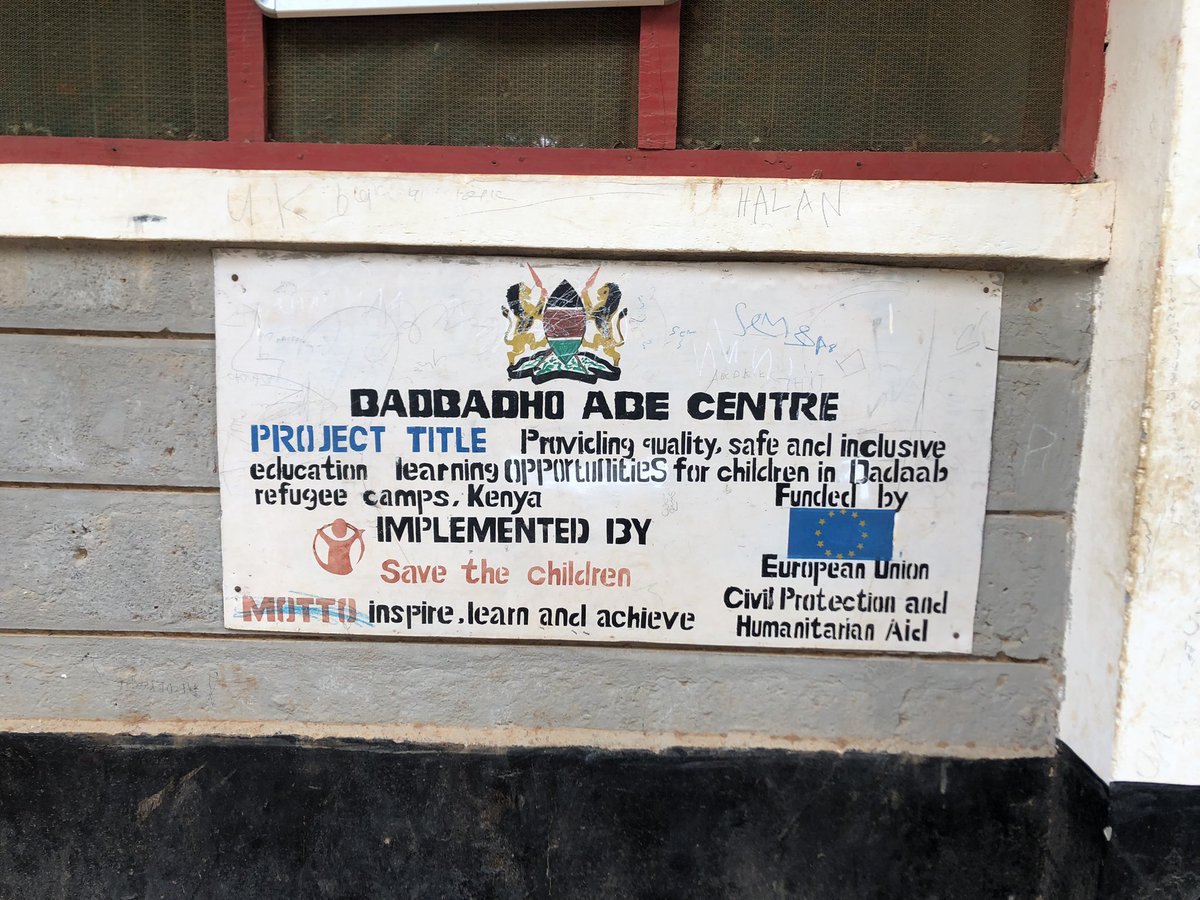 UK
HALAN
Sem
BADBADHO ABE CENTRE
PROJECT TITLE Providing quality, safe and inclusive
education learning opportunities for children in Dadaab
refugee camps, Kenya
Funded by
IMPLEMENTED BY
Save the children
European Union
Civil Protection and
Humanitarian Aid
MOTTO inspire, learn and achieve